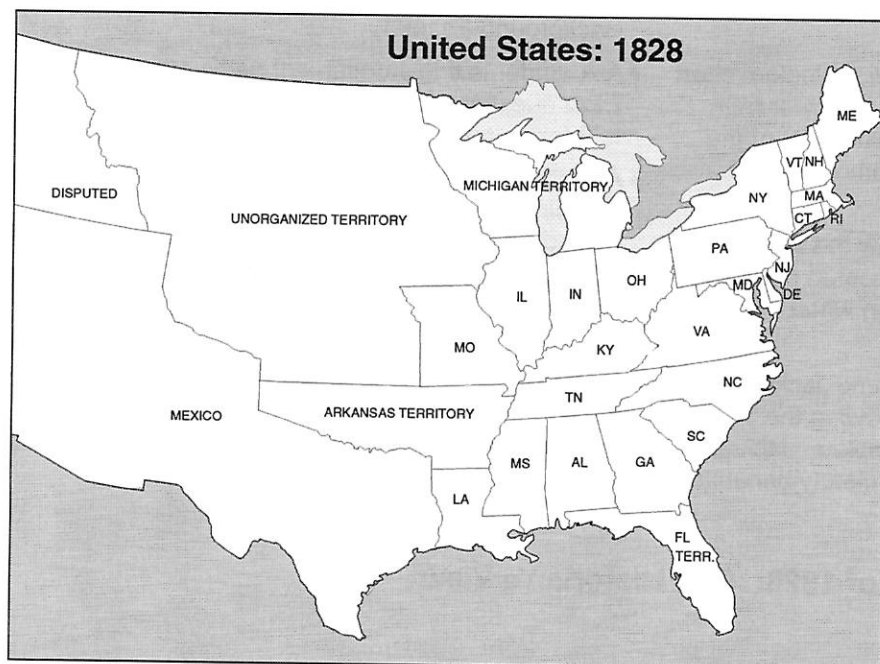 United States: 1828
ME
VT
NH
DISPUTED
MICHIGAN TERRITORY
NY
MA
UNORGANIZED TERRITORY
CT
RI
PA
NJ
IL
IN
OH
MD
DE
MO
VA
KY
NC
TN
MEXICO
ARKANSAS TERRITORY
SC
MS
AL
GA
LA
FL
TERR.